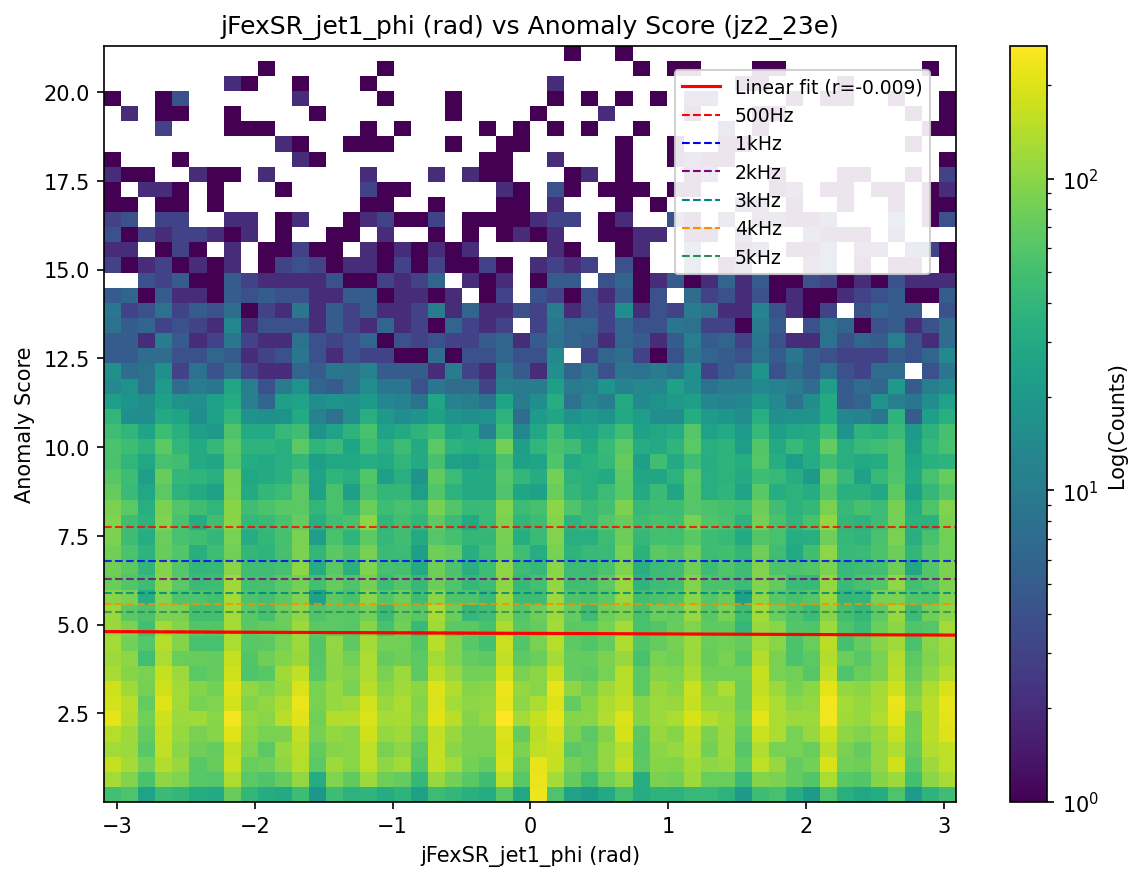 jFexSR_jet1_phi (rad) vs Anomaly Score (jz2_23e)
Linear fit (r=-0.009)
500Hz
1kHz
2kHz
3kHz
4kHz
5kHz
Anomaly Score
20.0
17.5
15.0
12.5
10.0
7.5
5.0
2.5
−3
−2
−1
0
1
2
3
jFexSR_jet1_phi (rad)
10²
10¹
10⁰
Log(Counts)